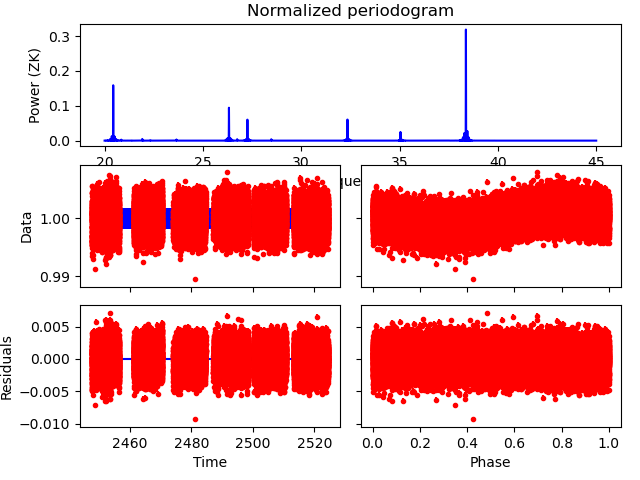 Normalized periodogram
Power (ZK)
0.3
0.2
0.1
0.0
20 25 30 35 40 45
Data
1.00
0.99
Residuals
0.005
0.000
−0.005
−0.010
2460 2480 2500 2520
Time
0.0 0.2 0.4 0.6 0.8 1.0
Phase